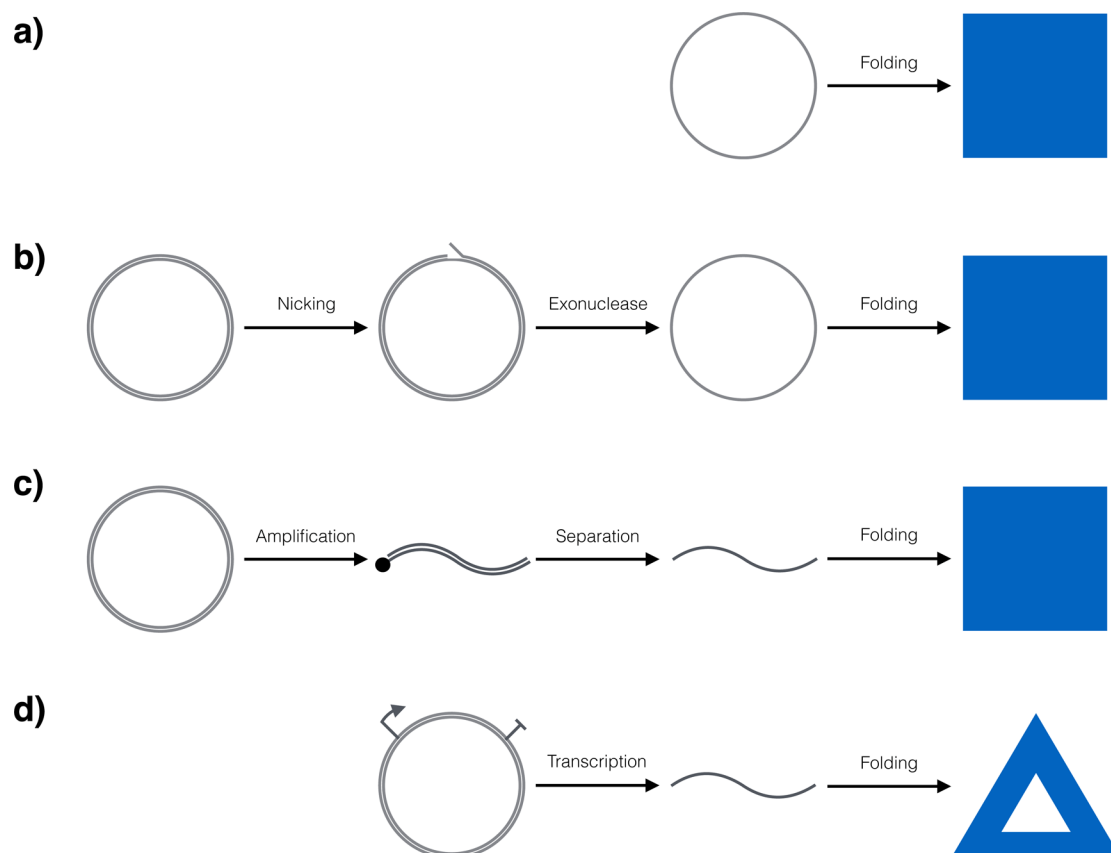 a)
Folding
b)
Nicking
Exonuclease
Folding
c)
Amplification
Separation
Folding
d)
Transcription
Folding